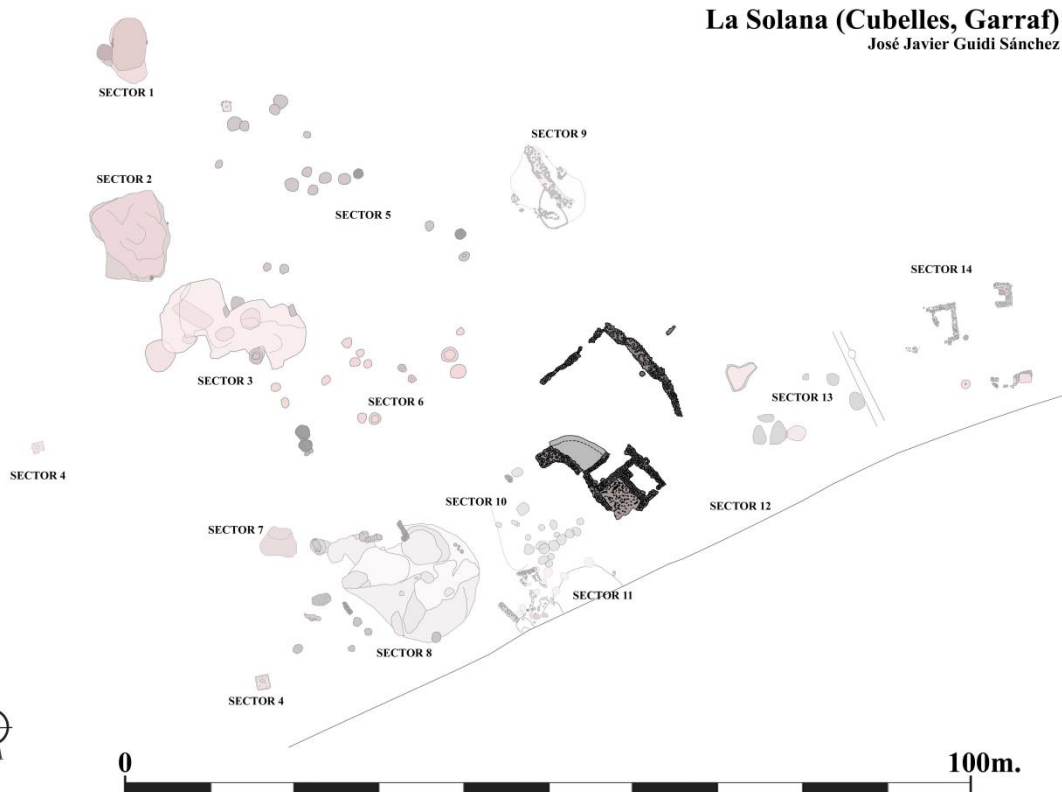 La Solana (Cubelles, Garraf)
José Javier Guidi Sánchez
SECTOR 1
SECTOR 9
SECTOR 2
SECTOR 5
SECTOR 14
SECTOR 3
SECTOR 6
SECTOR 13
SECTOR 4
SECTOR 10
SECTOR 12
SECTOR 7
SECTOR 11
SECTOR 8
SECTOR 4
0
100m.